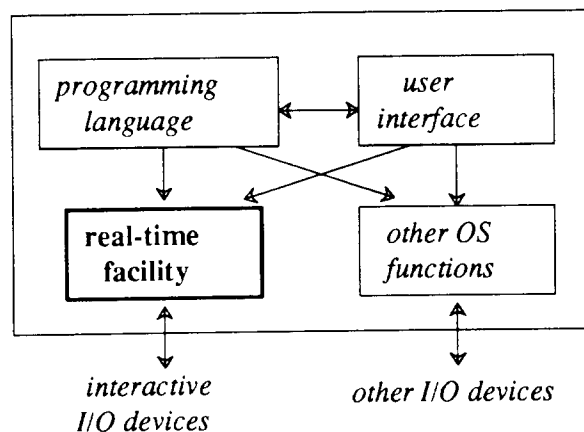 programming
language
user
interface
real-time
facility
other OS
functions
interactive
I/O devices
other I/O devices